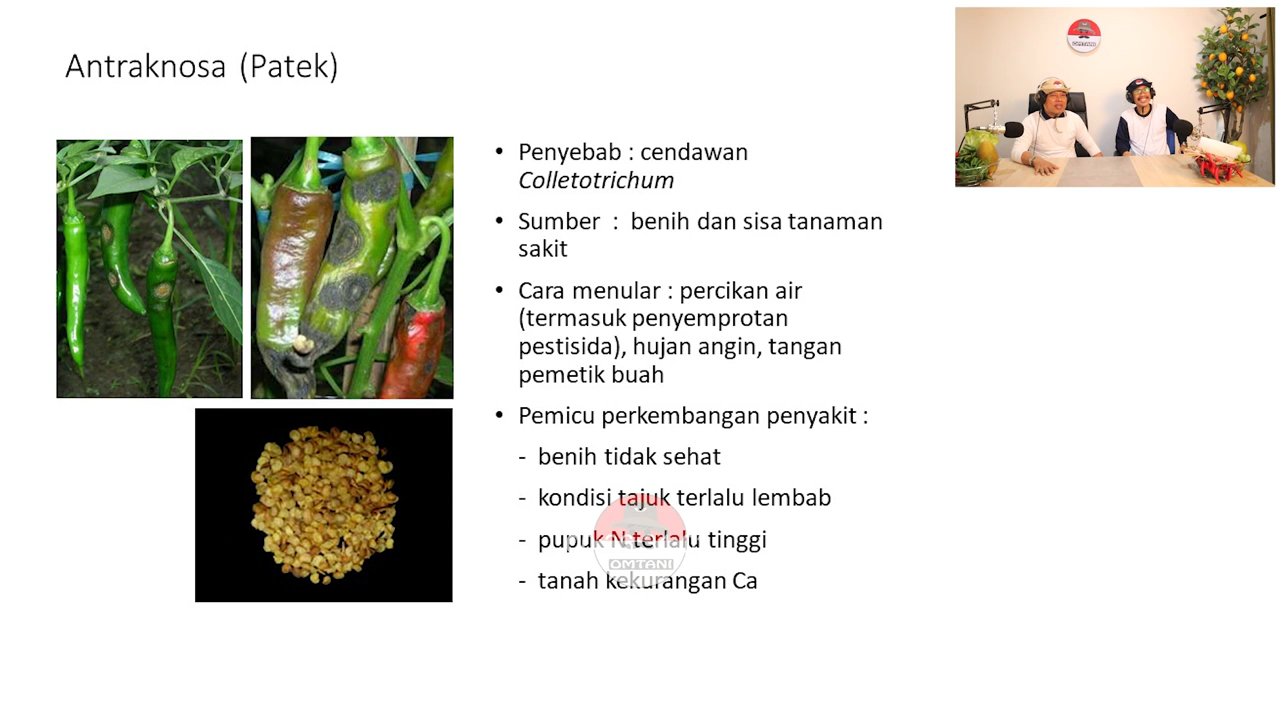 Antraknosa (Patek)
• Penyebab : cendawan
Colletotrichum
• Sumber : benih dan sisa tanaman
sakit
• Cara menular : percikan air
(termasuk penyemprotan
pestisida), hujan angin, tangan
pemetik buah
• Pemicu perkembangan penyakit :
- benih tidak sehat
- kondisi tajuk terlalu lembab
- pupuk N terlalu tinggi
- tanah kekurangan Ca
OMTANI
OMTANI